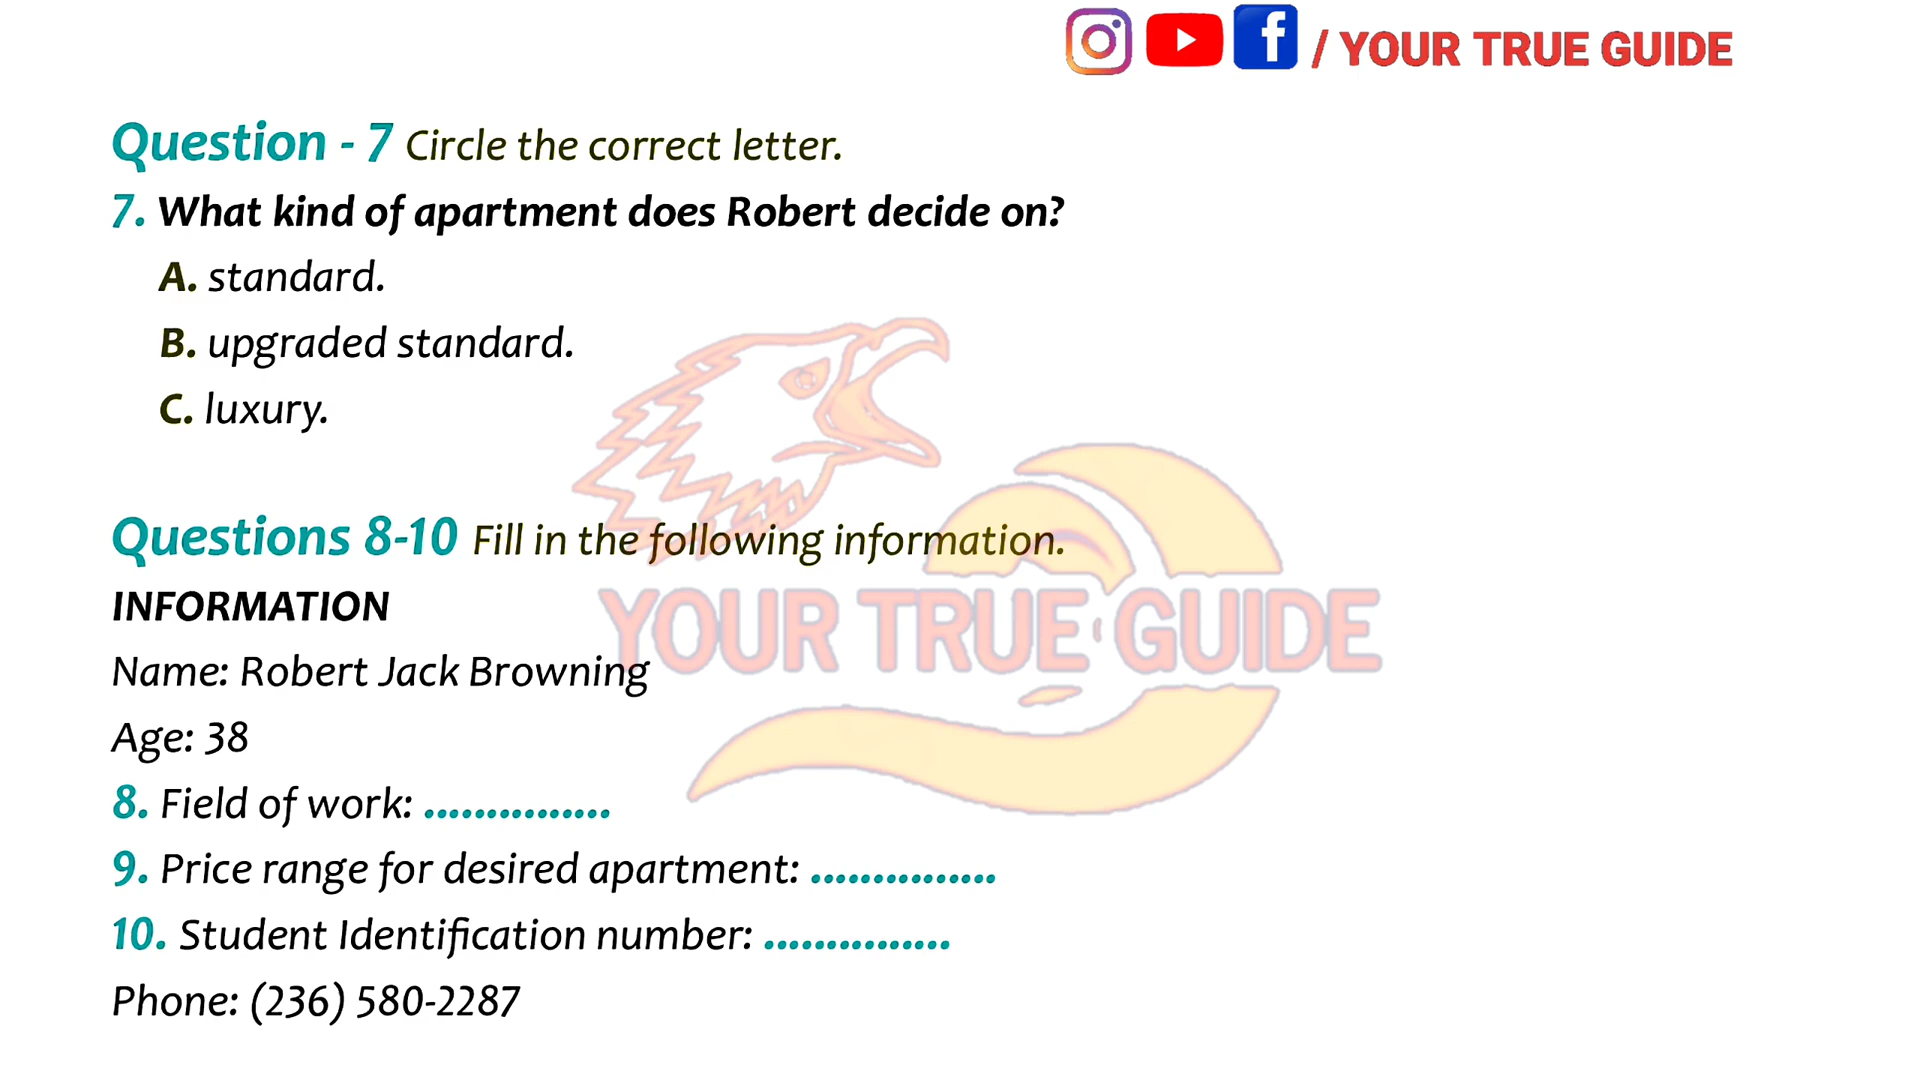 / YOUR TRUE GUIDE
Question - 7 Circle the correct letter.
7. What kind of apartment does Robert decide on?
A. standard.
B. upgraded standard.
C. luxury.
Questions 8-10 Fill in the following information.
INFORMATION
YOUR TRUE GUIDE
Name: Robert Jack Browning
Age: 38
8. Field of work: ...............
9. Price range for desired apartment: ...............
10. Student Identification number: ...............
Phone: (236) 580-2287